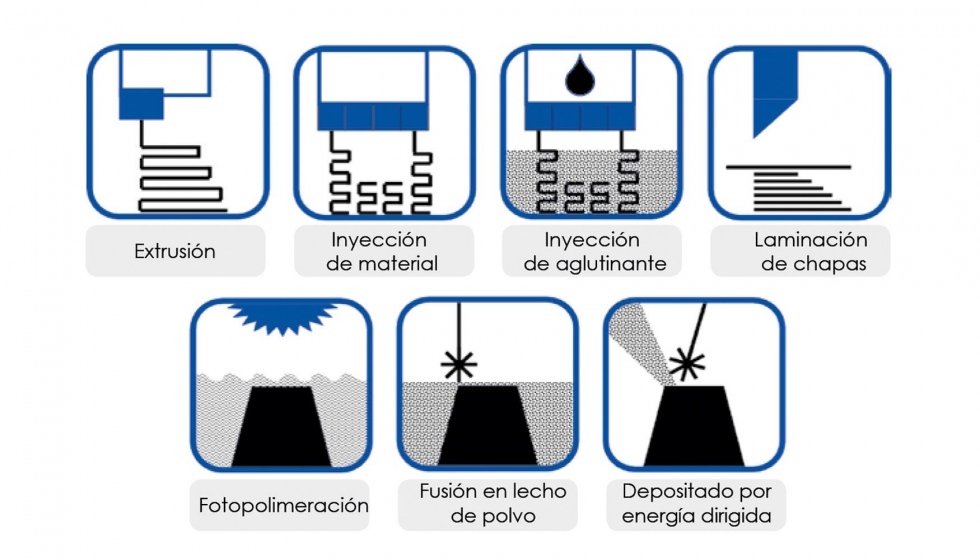 Extrusión
Inyección
de material
Inyección
de aglutinante
Laminación
de chapas
Fotopolimeración
Fusión en lecho
de polvo
Depositado por
energía dirigida